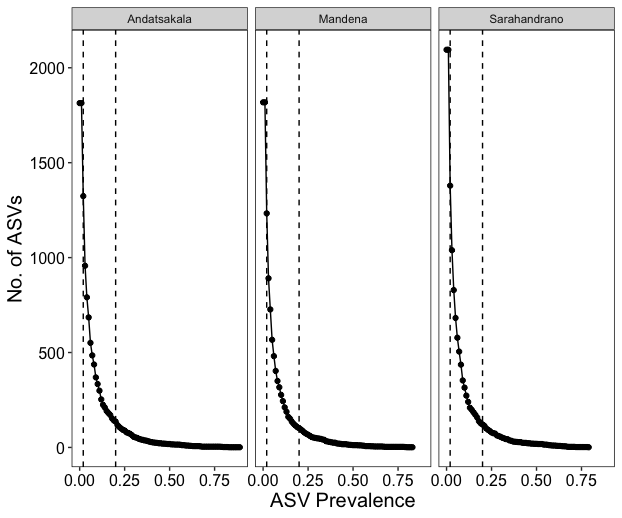 Andatsakala Mandena Sarahandrano
No. of ASVs
2000
1500
1000
500
0
0.00 0.25 0.50 0.75 0.00 0.25 0.50 0.75 0.00 0.25 0.50 0.75
ASV Prevalence